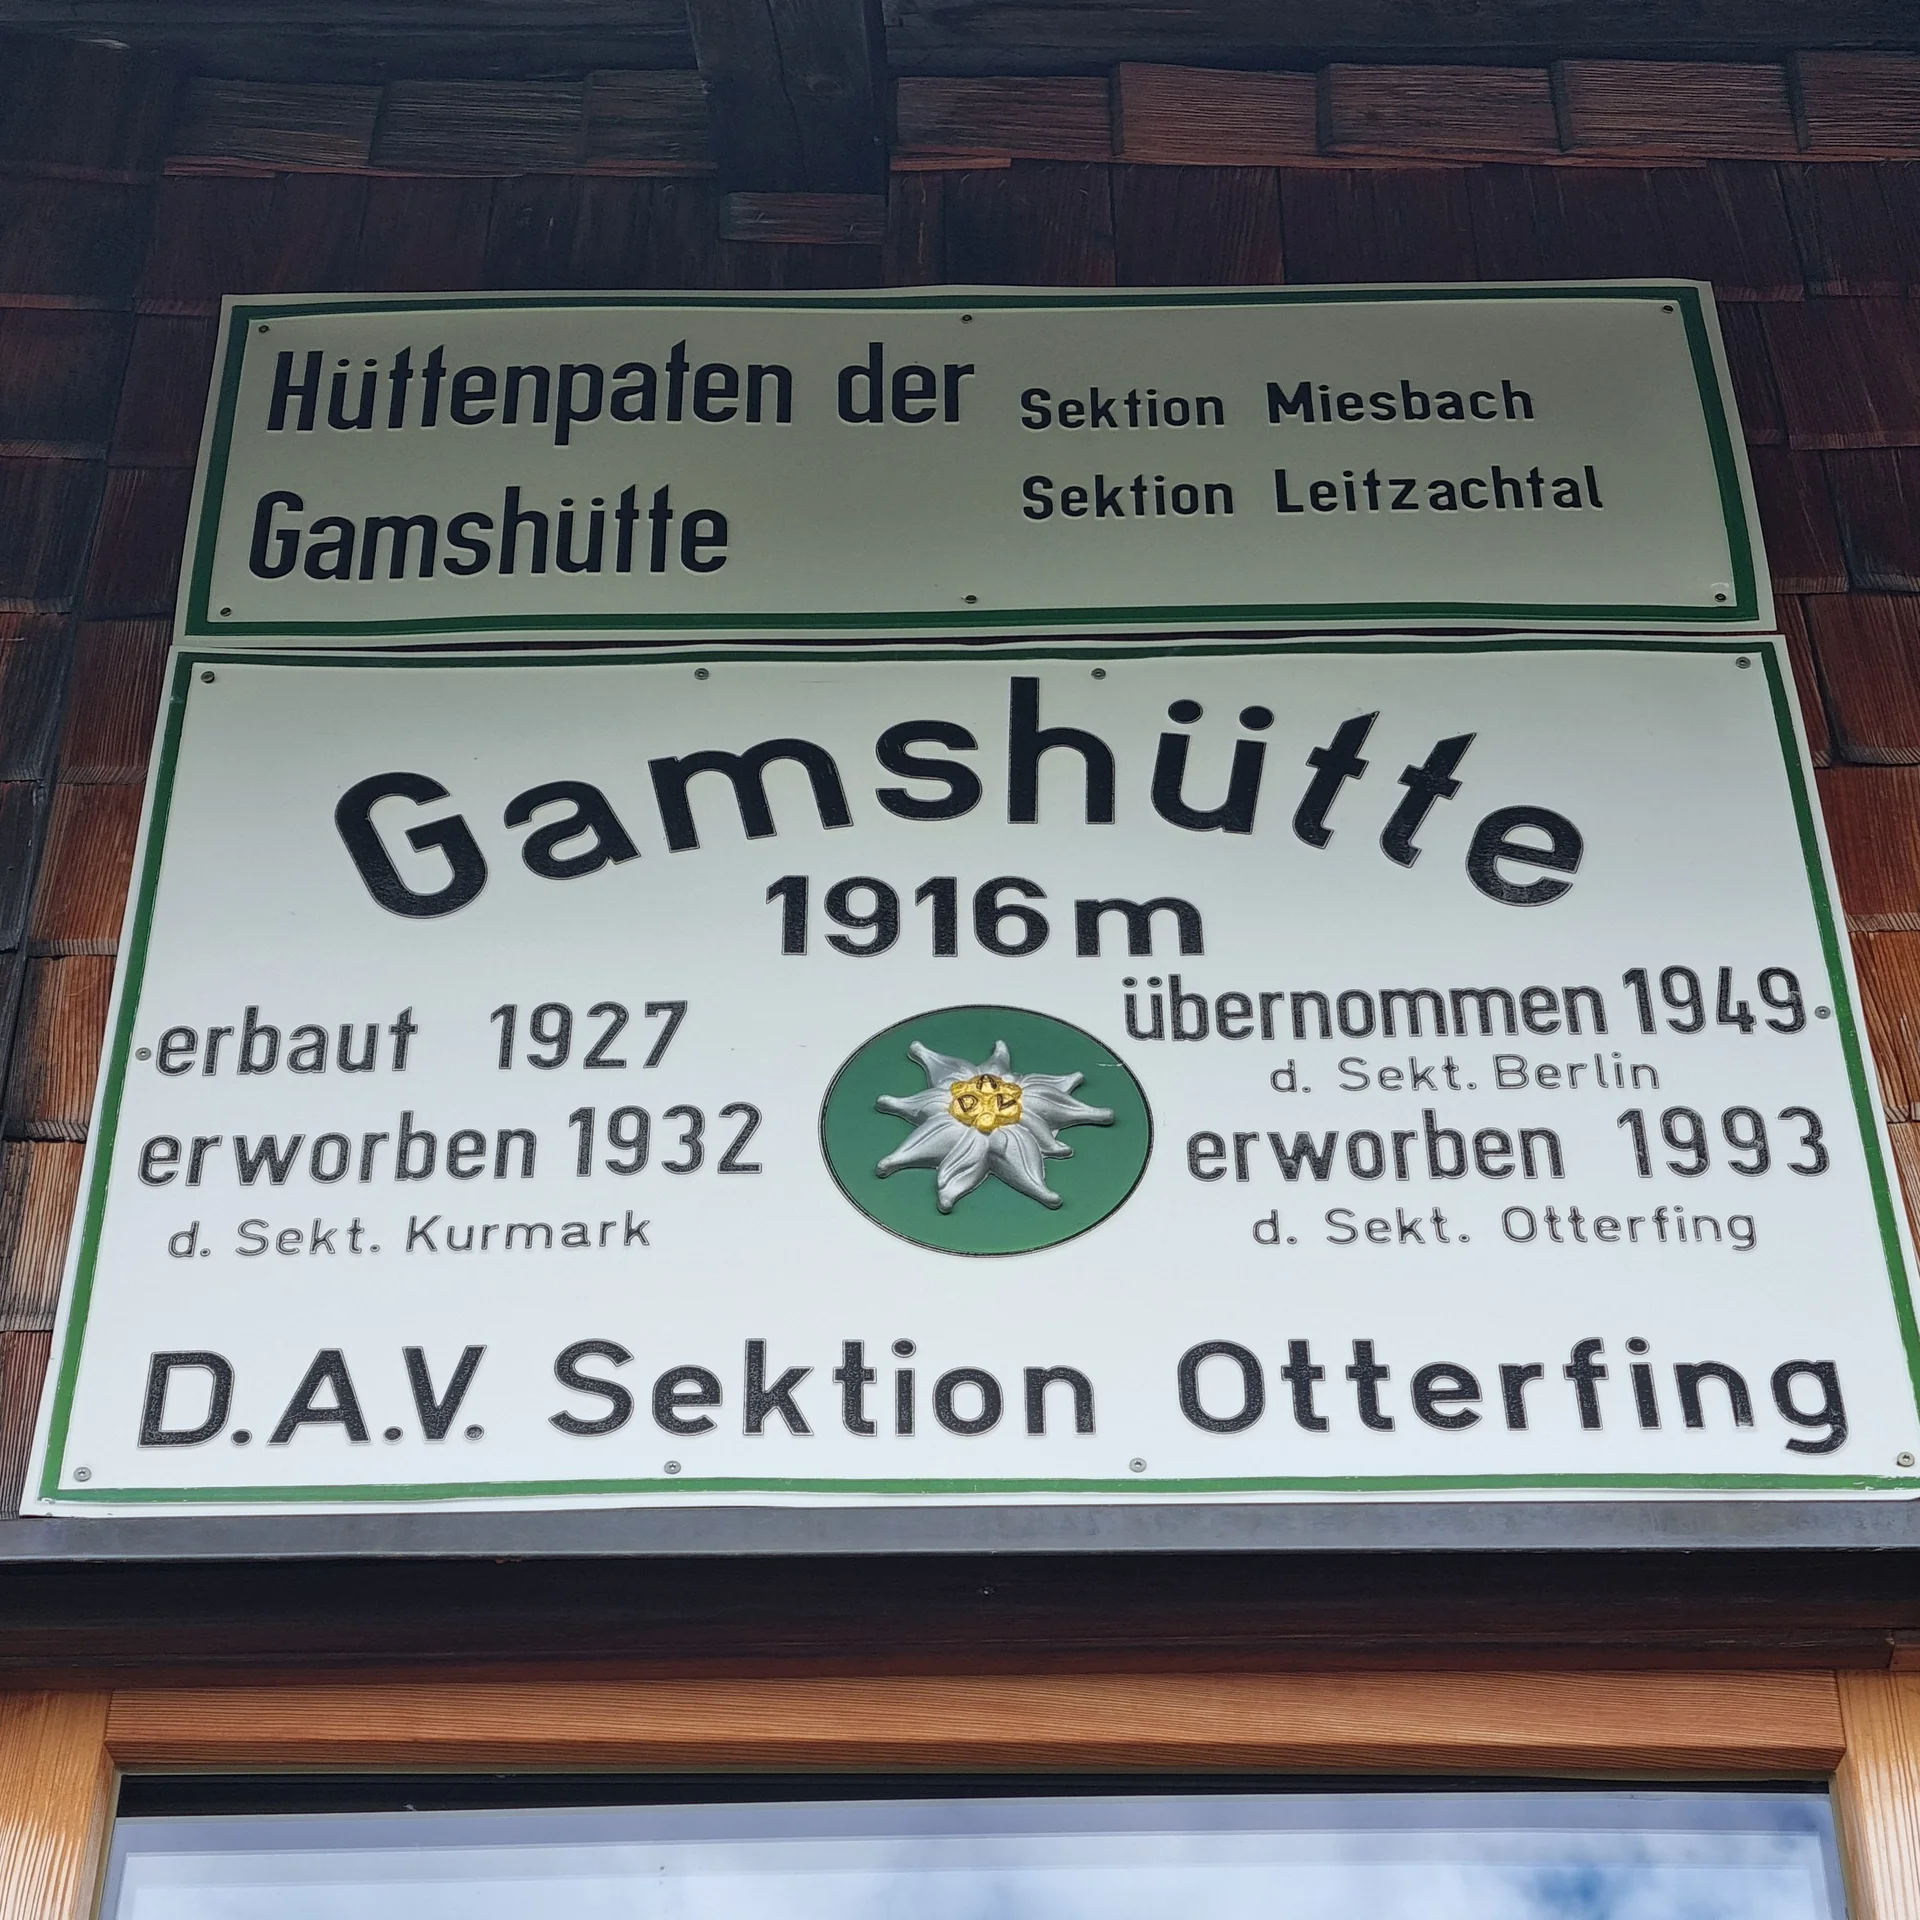 Hüttenpaten der
Gamshütte
Sektion Miesbach
Sektion Leitzachtal
Gamshütte
1916m
erbaut 1927
erworben 1932
d. Sekt. Kurmark
A
D V
übernommen 1949
d. Sekt. Berlin
erworben 1993
d. Sekt. Otterfing
D.A.V. Sektion Otterfing